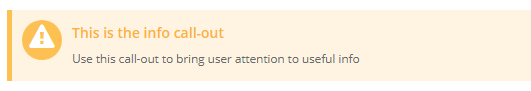 This is the info call-out
Use this call-out to bring user attention to useful info